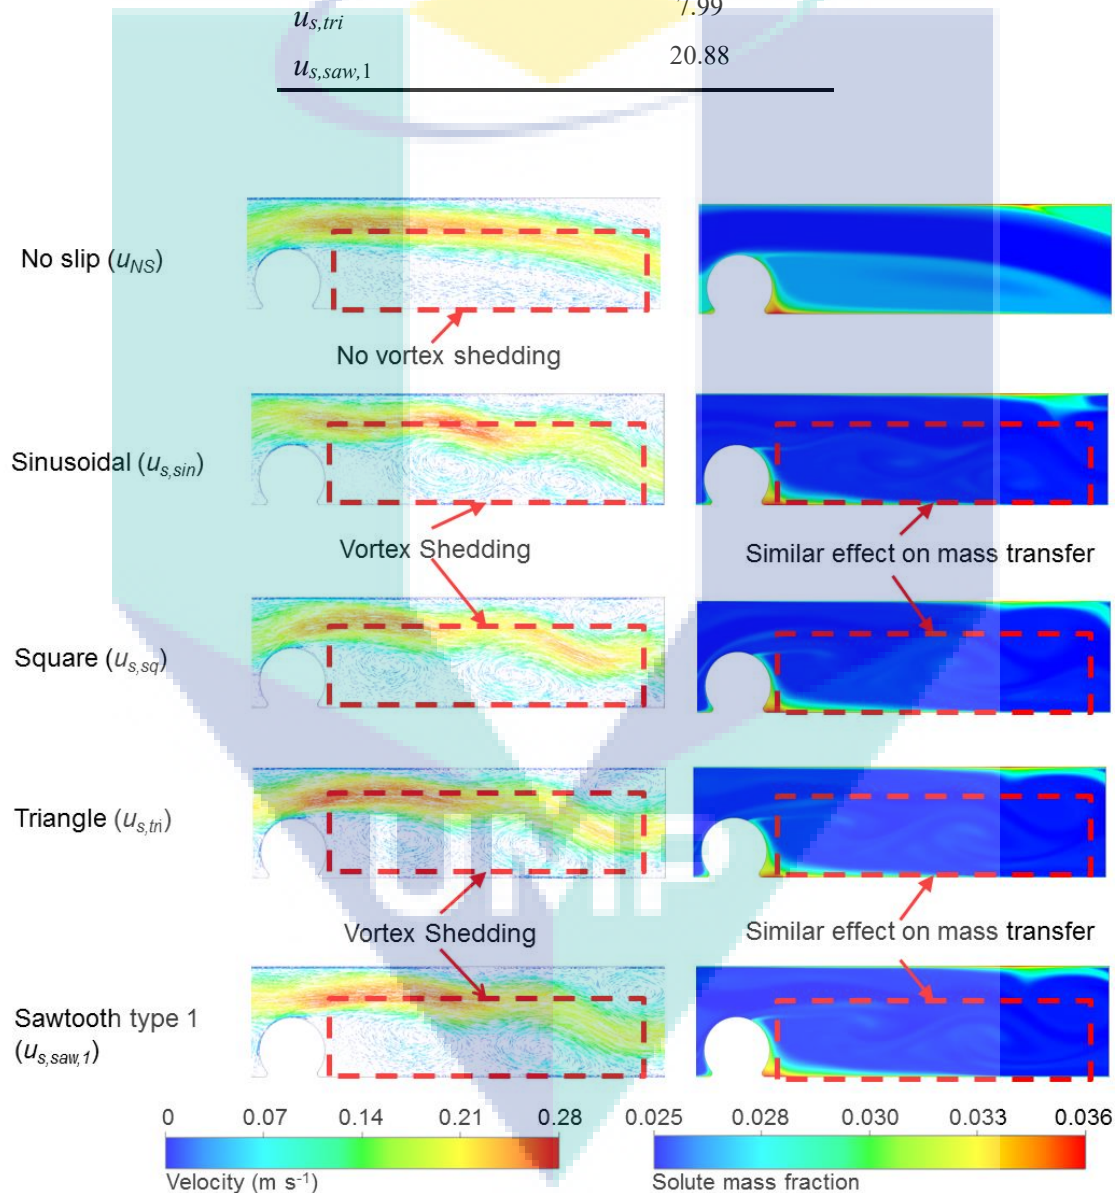 u_s,tri 7.99
u_s,saw,1 20.88
No slip (u_NS)
No vortex shedding
Sinusoidal (u_s,sin)
Vortex Shedding
Similar effect on mass transfer
Square (u_s,sq)
Triangle (u_s,tri)
UMP
Vortex Shedding
Similar effect on mass transfer
Sawtooth type 1
(u_s,saw,1)
0 0.07 0.14 0.21 0.28
Velocity (m s⁻¹)
0.025 0.028 0.030 0.033 0.036
Solute mass fraction